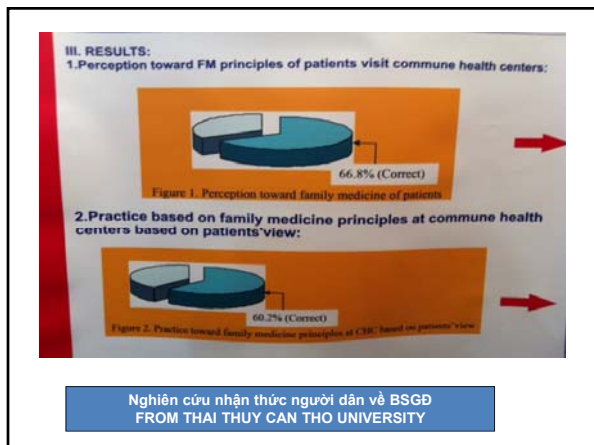 III. RESULTS:
1.Perception toward FM principles of patients visit commune health centers:
66.8% (Correct)
Figure 1. Perception toward family medicine of patients
2.Practice based on family medicine principles at commune health
centers based on patients'view:
60.2% (Correct)
Figure 2. Practice toward family medicine principles at CHC based on patients'view
Nghiên cứu nhận thức người dân về BSGĐ
FROM THAI THUY CAN THO UNIVERSITY